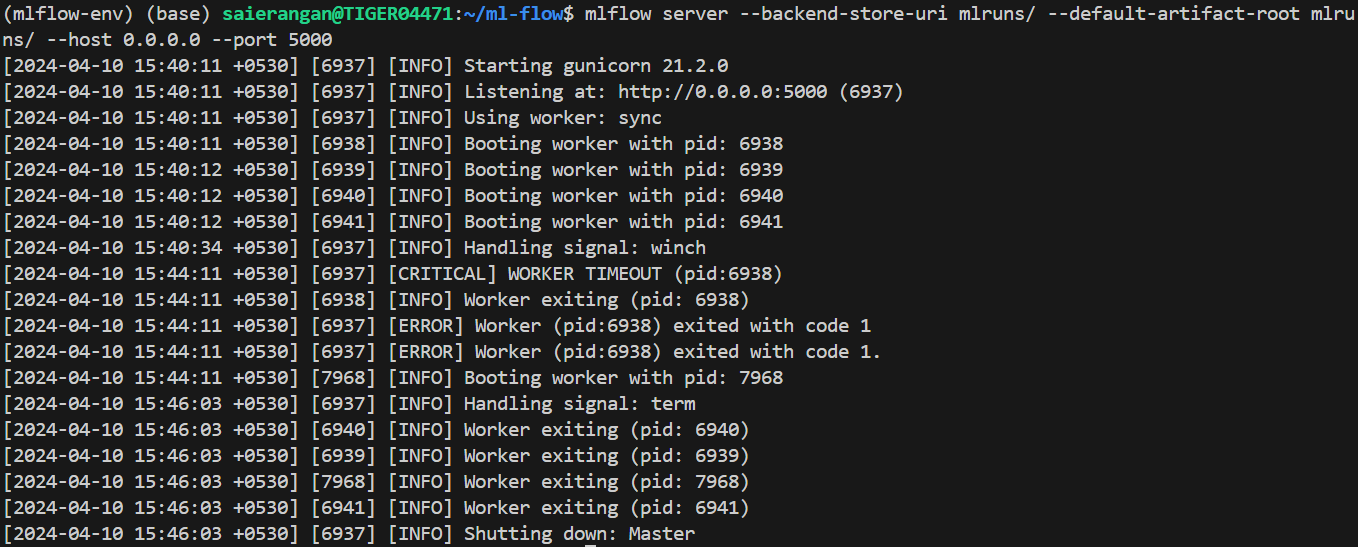 (mlflow-env) (base) saierangan@TIGER04471:~/ml-flow$ mlflow server --backend-store-uri mlruns/ --default-artifact-root mlru
ns/ --host 0.0.0.0 --port 5000
[2024-04-10 15:40:11 +0530] [6937] [INFO] Starting gunicorn 21.2.0
[2024-04-10 15:40:11 +0530] [6937] [INFO] Listening at: http://0.0.0.0:5000 (6937)
[2024-04-10 15:40:11 +0530] [6937] [INFO] Using worker: sync
[2024-04-10 15:40:11 +0530] [6938] [INFO] Booting worker with pid: 6938
[2024-04-10 15:40:12 +0530] [6939] [INFO] Booting worker with pid: 6939
[2024-04-10 15:40:12 +0530] [6940] [INFO] Booting worker with pid: 6940
[2024-04-10 15:40:12 +0530] [6941] [INFO] Booting worker with pid: 6941
[2024-04-10 15:40:34 +0530] [6937] [INFO] Handling signal: winch
[2024-04-10 15:44:11 +0530] [6937] [CRITICAL] WORKER TIMEOUT (pid:6938)
[2024-04-10 15:44:11 +0530] [6938] [INFO] Worker exiting (pid: 6938)
[2024-04-10 15:44:11 +0530] [6937] [ERROR] Worker (pid:6938) exited with code 1
[2024-04-10 15:44:11 +0530] [6937] [ERROR] Worker (pid:6938) exited with code 1.
[2024-04-10 15:44:11 +0530] [7968] [INFO] Booting worker with pid: 7968
[2024-04-10 15:46:03 +0530] [6937] [INFO] Handling signal: term
[2024-04-10 15:46:03 +0530] [6940] [INFO] Worker exiting (pid: 6940)
[2024-04-10 15:46:03 +0530] [6939] [INFO] Worker exiting (pid: 6939)
[2024-04-10 15:46:03 +0530] [7968] [INFO] Worker exiting (pid: 7968)
[2024-04-10 15:46:03 +0530] [6941] [INFO] Worker exiting (pid: 6941)
[2024-04-10 15:46:03 +0530] [6937] [INFO] Shutting down: Master